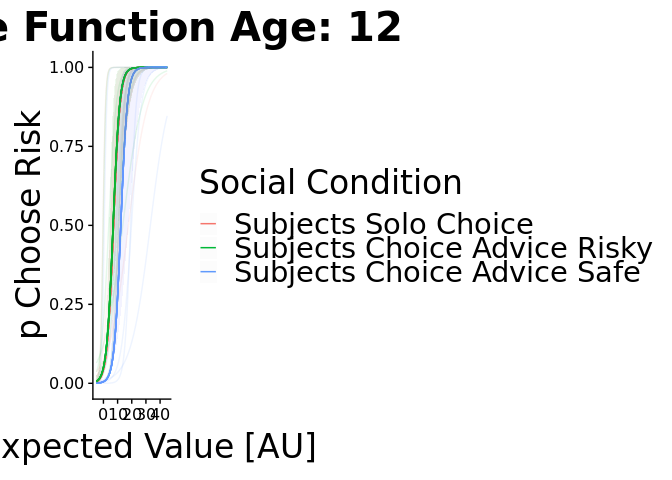 e Function Age: 12
1.00
0.75
0.50
0.25
0.00
p Choose Risk
0 10 20 30 40
xpected Value [AU]
Social Condition
Subjects Solo Choice
Subjects Choice Advice Risky
Subjects Choice Advice Safe